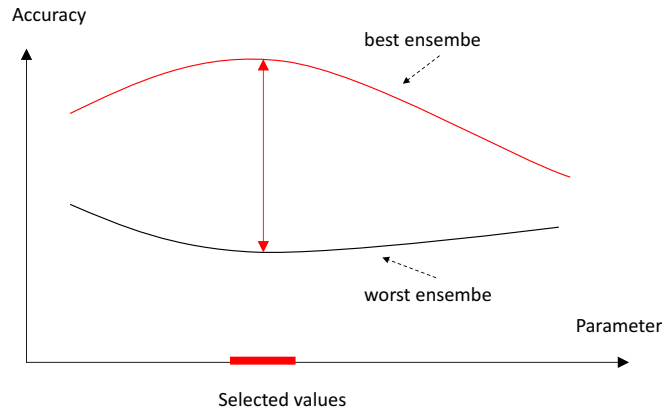 Accuracy
best ensembe
worst ensembe
Parameter
Selected values